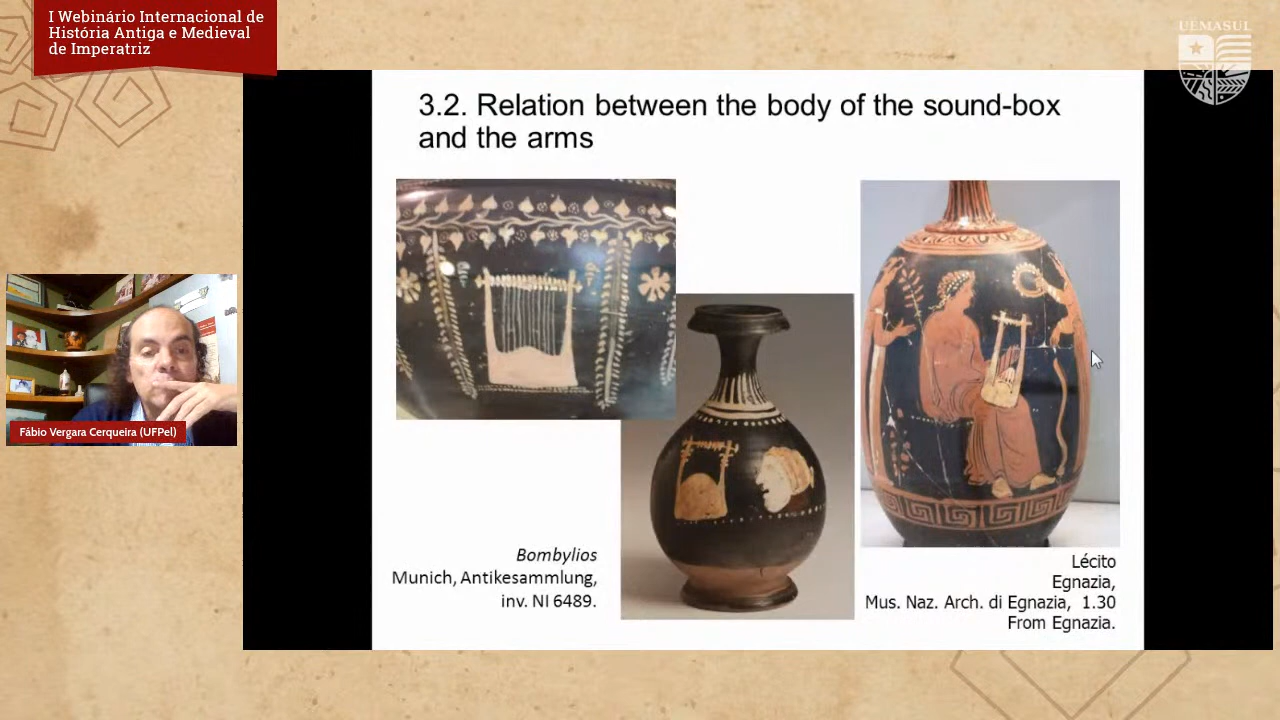 I Webinário Internacional de
História Antiga e Medieval
de Imperatriz
UEMASUL
3.2. Relation between the body of the sound-box
and the arms
Fábio Vergara Cerqueira (UFPel)
Bombylios
Munich, Antikesammlung,
inv. NI 6489.
Lécito
Egnazia,
Mus. Naz. Arch. di Egnazia, 1.30
From Egnazia.